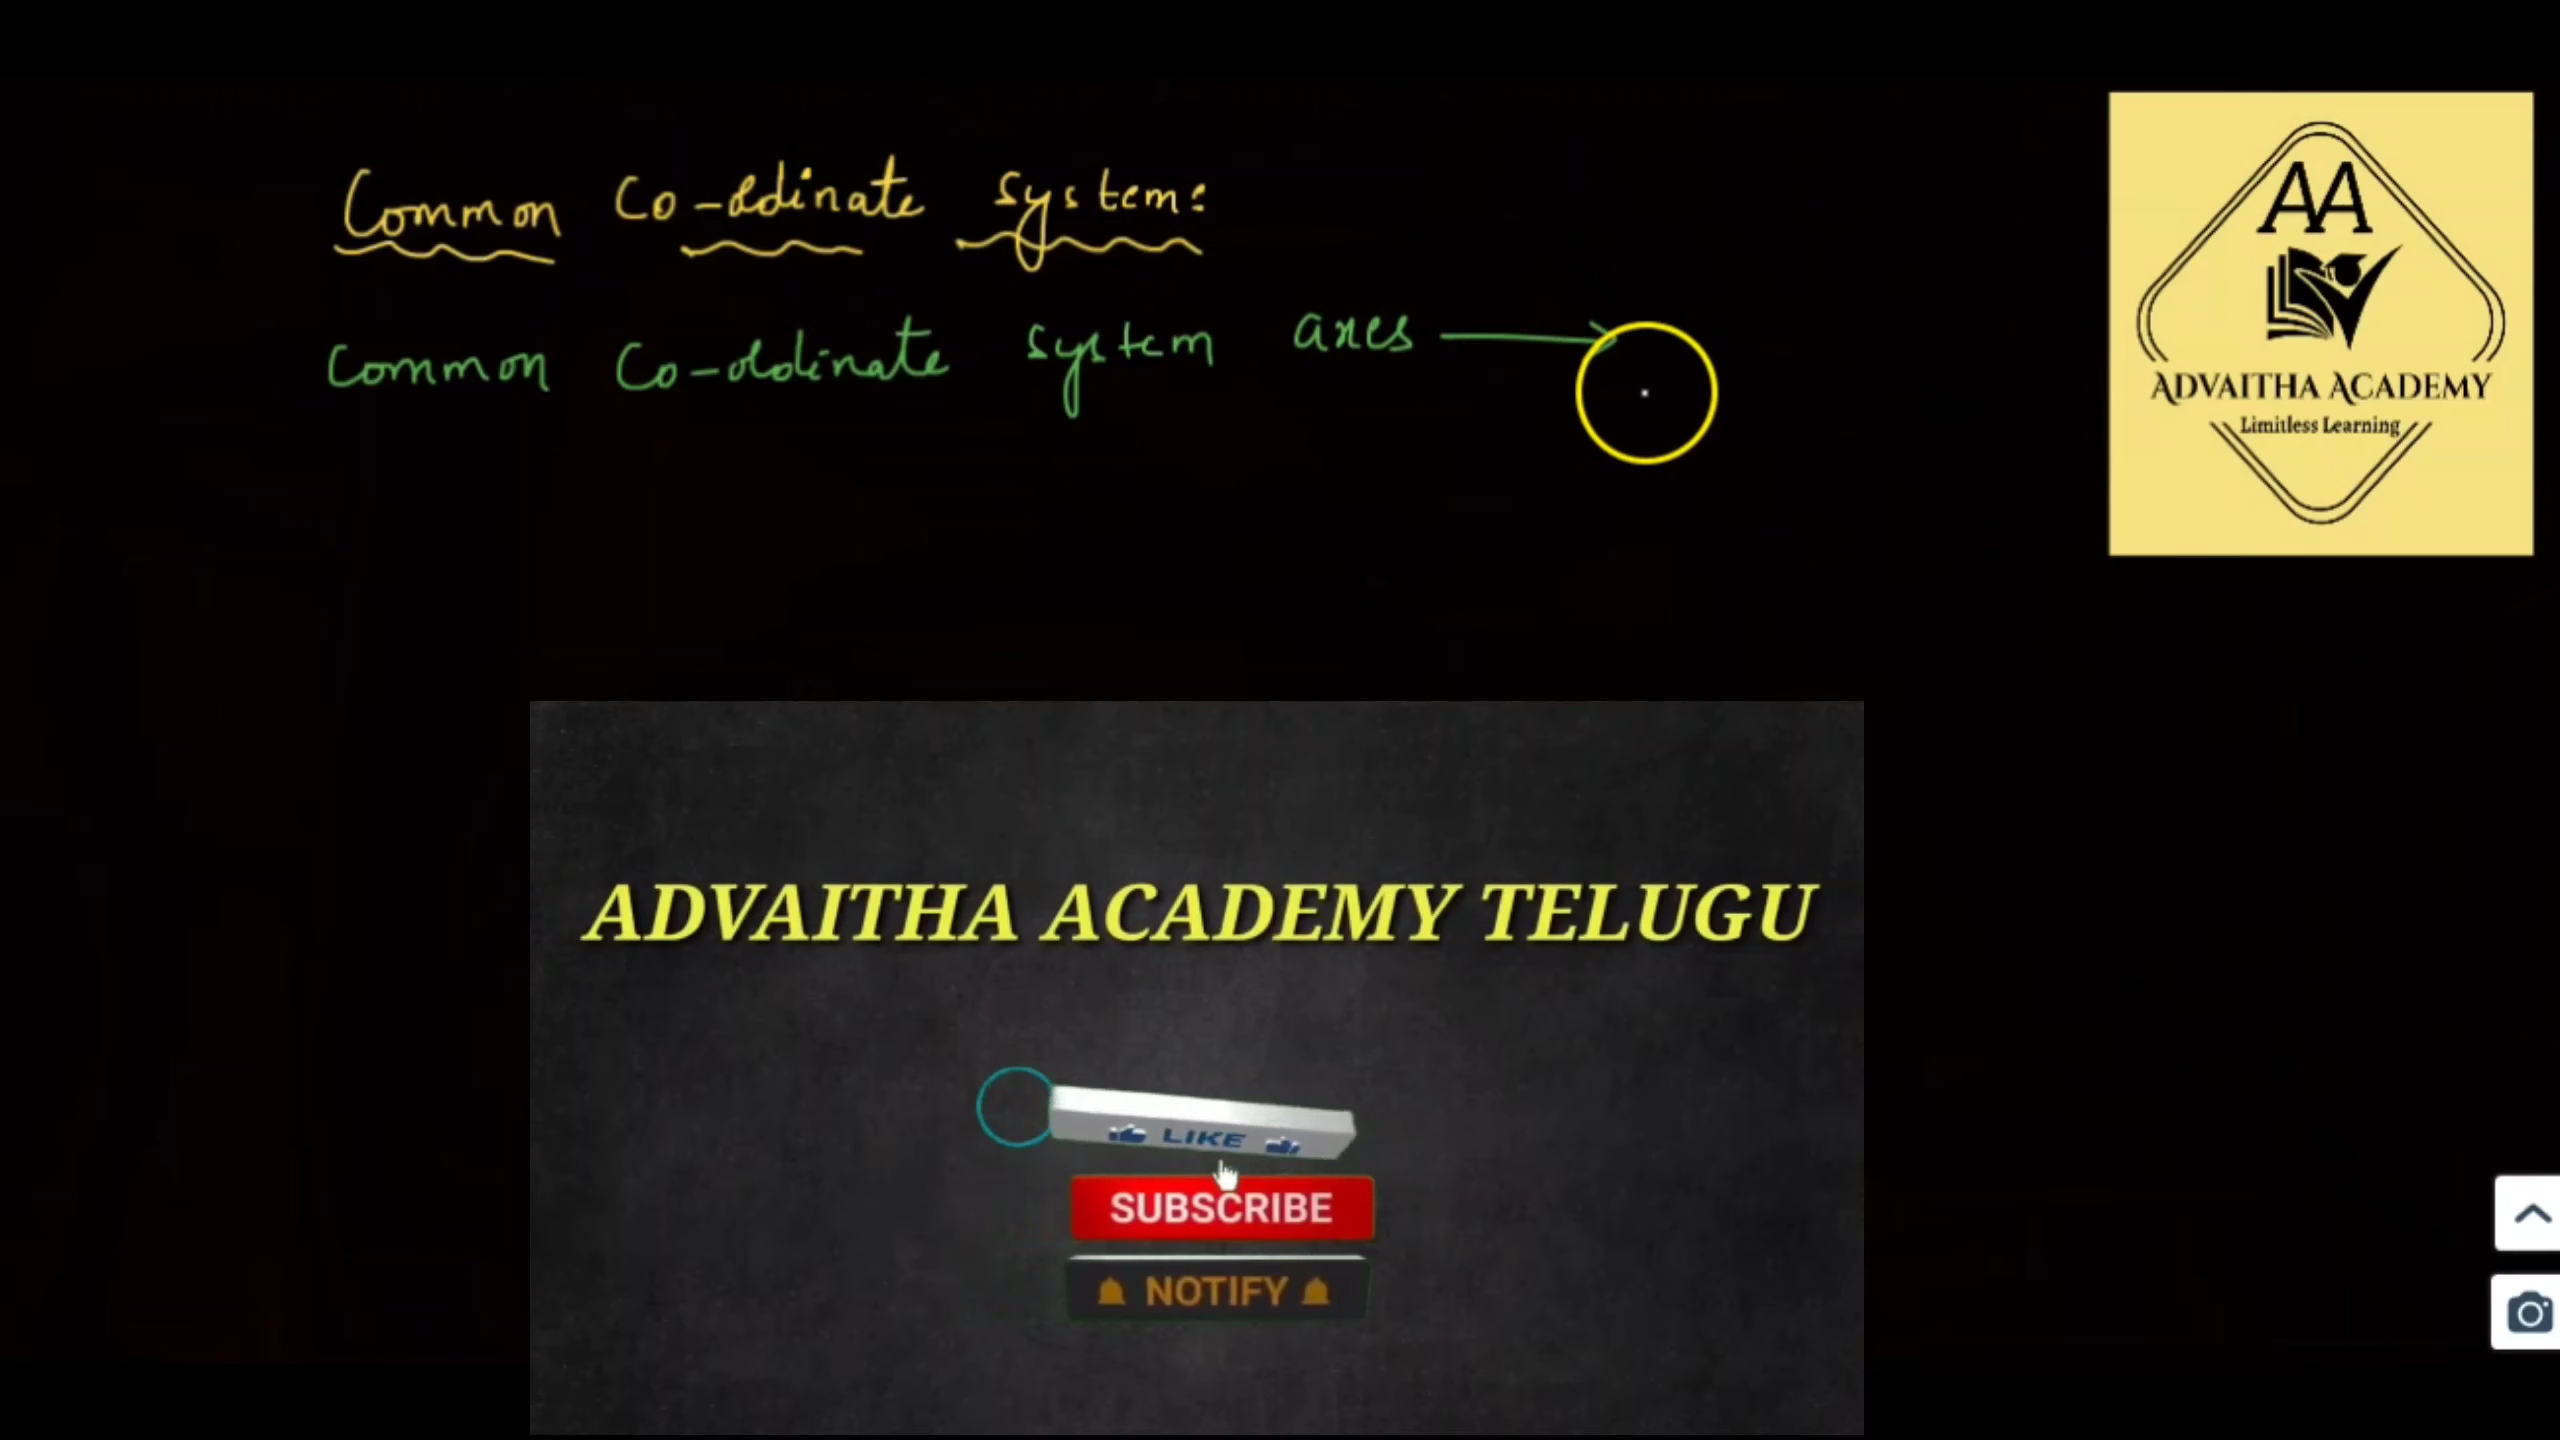 Common Co-ordinate system:
Common Co-ordinate system axes →
AA
ADVAITHA ACADEMY
Limitless Learning
ADVAITHA ACADEMY TELUGU
LIKE
SUBSCRIBE
NOTIFY